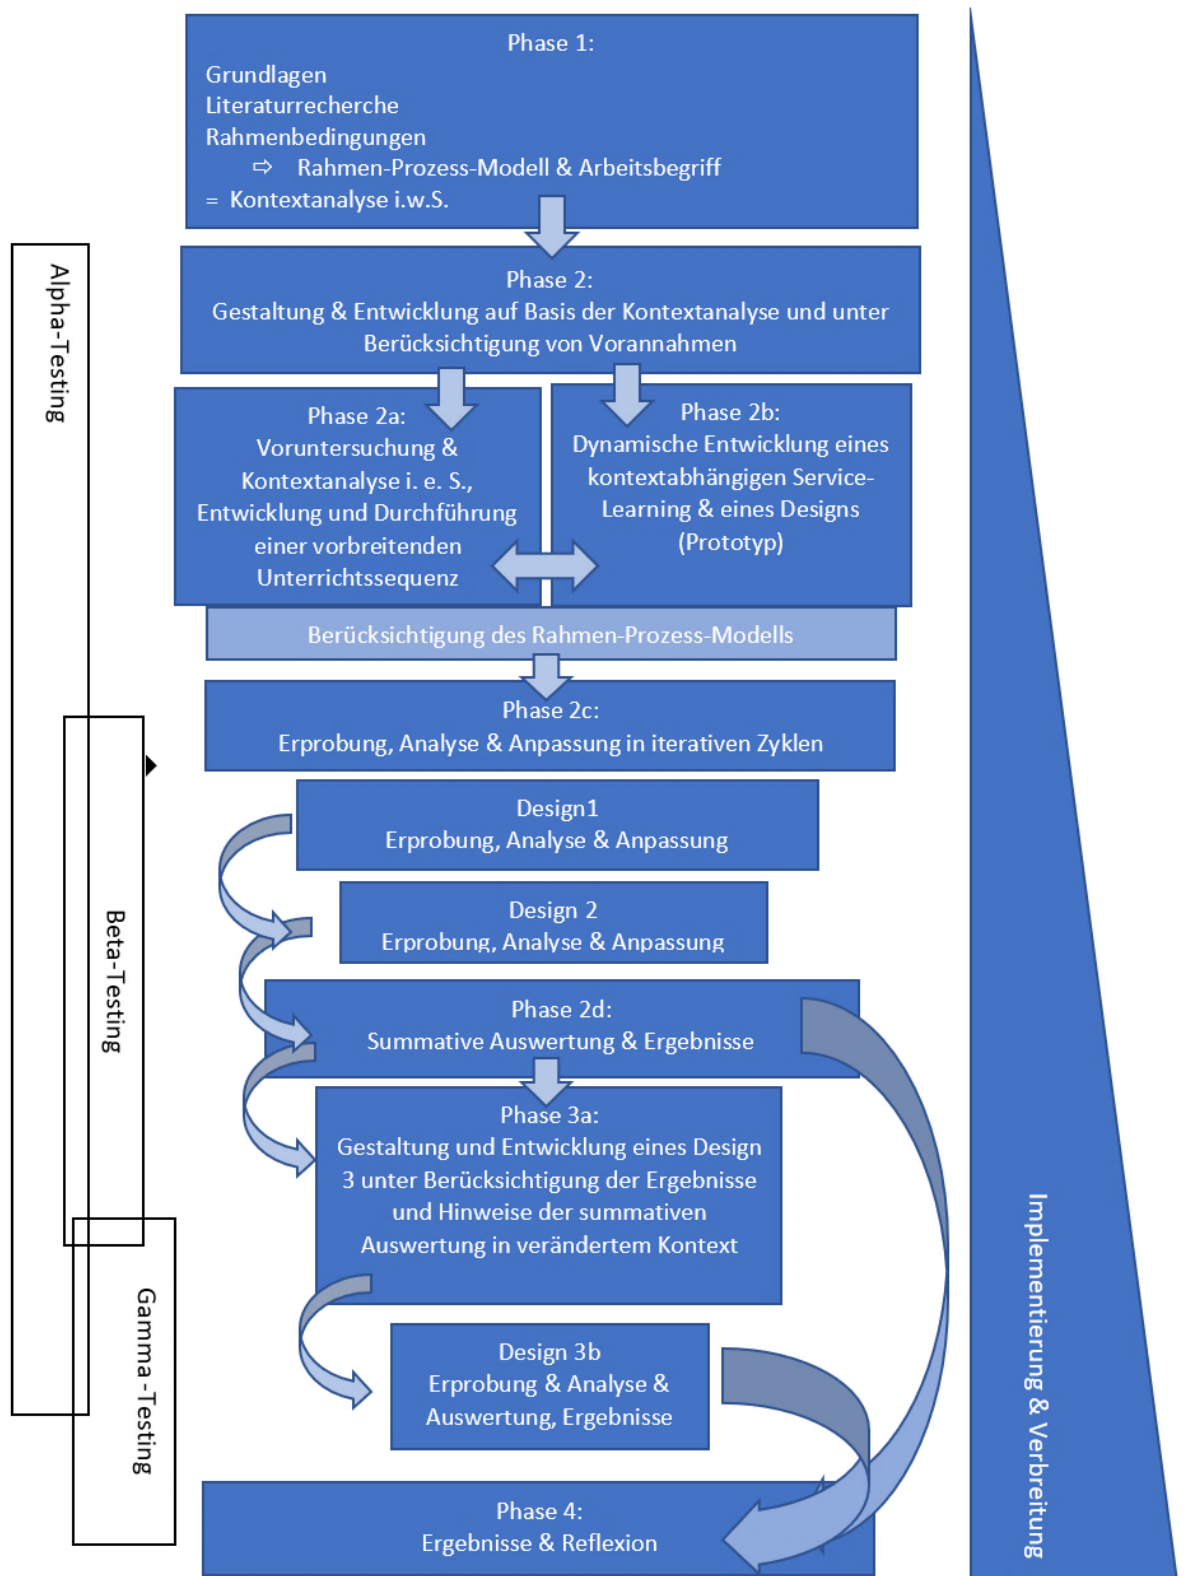 Phase 1:
Grundlagen
Literaturrecherche
Rahmenbedingungen
⇨ Rahmen-Prozess-Modell & Arbeitsbegriff
= Kontextanalyse i.w.S.
Phase 2:
Gestaltung & Entwicklung auf Basis der Kontextanalyse und unter
Berücksichtigung von Vorannahmen
Phase 2a:
Voruntersuchung &
Kontextanalyse i. e. S.,
Entwicklung und Durchführung
einer vorbreitenden
Unterrichtssequenz
Phase 2b:
Dynamische Entwicklung eines
kontextabhängigen Service-
Learning & eines Designs
(Prototyp)
Berücksichtigung des Rahmen-Prozess-Modells
Phase 2c:
Erprobung, Analyse & Anpassung in iterativen Zyklen
Design1
Erprobung, Analyse & Anpassung
Design 2
Erprobung, Analyse & Anpassung
Phase 2d:
Summative Auswertung & Ergebnisse
Phase 3a:
Gestaltung und Entwicklung eines Design
3 unter Berücksichtigung der Ergebnisse
und Hinweise der summativen
Auswertung in verändertem Kontext
Design 3b
Erprobung & Analyse &
Auswertung, Ergebnisse
Phase 4:
Ergebnisse & Reflexion
Alpha-Testing
Beta-Testing
Gamma-Testing
Implementierung & Verbreitung